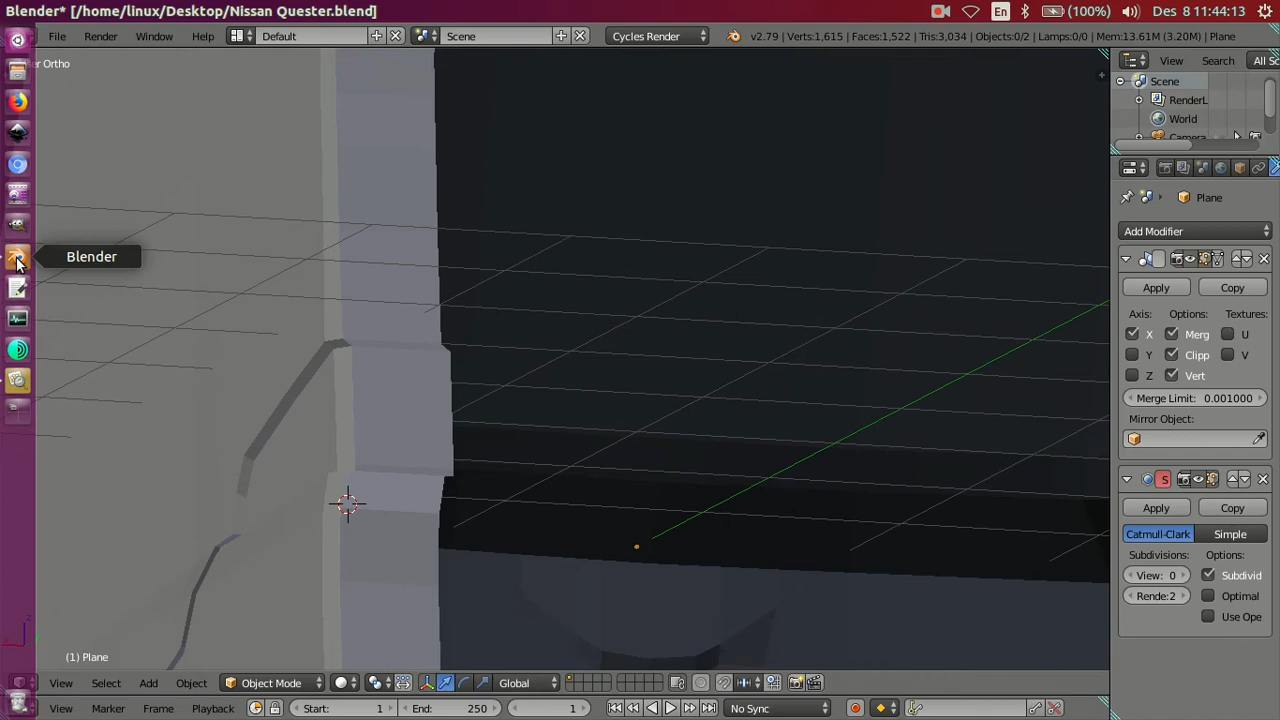 Blender* [/home/linux/Desktop/Nissan Quester.blend]
En
(100%)
Des 8 11:44:13
File
Render
Window
Help
Default
Scene
Cycles Render
v2.79 | Verts:1,615 | Faces:1,522 | Tris:3,034 | Objects:0/2 | Lamps:0/0 | Mem:13.61M (3.20M) | Plane
View
Search
All Sc
er Ortho
Scene
RenderL
World
Camera
Plane
Add Modifier
Blender
Apply
Copy
Axis:
Options:
Textures:
X
Merg
U
Y
Clipp
V
Z
Vert
Merge Limit: 0.001000
Mirror Object:
S
Apply
Copy
Catmull-Clark
Simple
Subdivisions:
Options:
View: 0
Subdivid
Rende:2
Optimal
Use Ope
z
x
(1) Plane
View
Select
Add
Object
Object Mode
Global
View
Marker
Frame
Playback
Start:
1
End:
250
1
No Sync